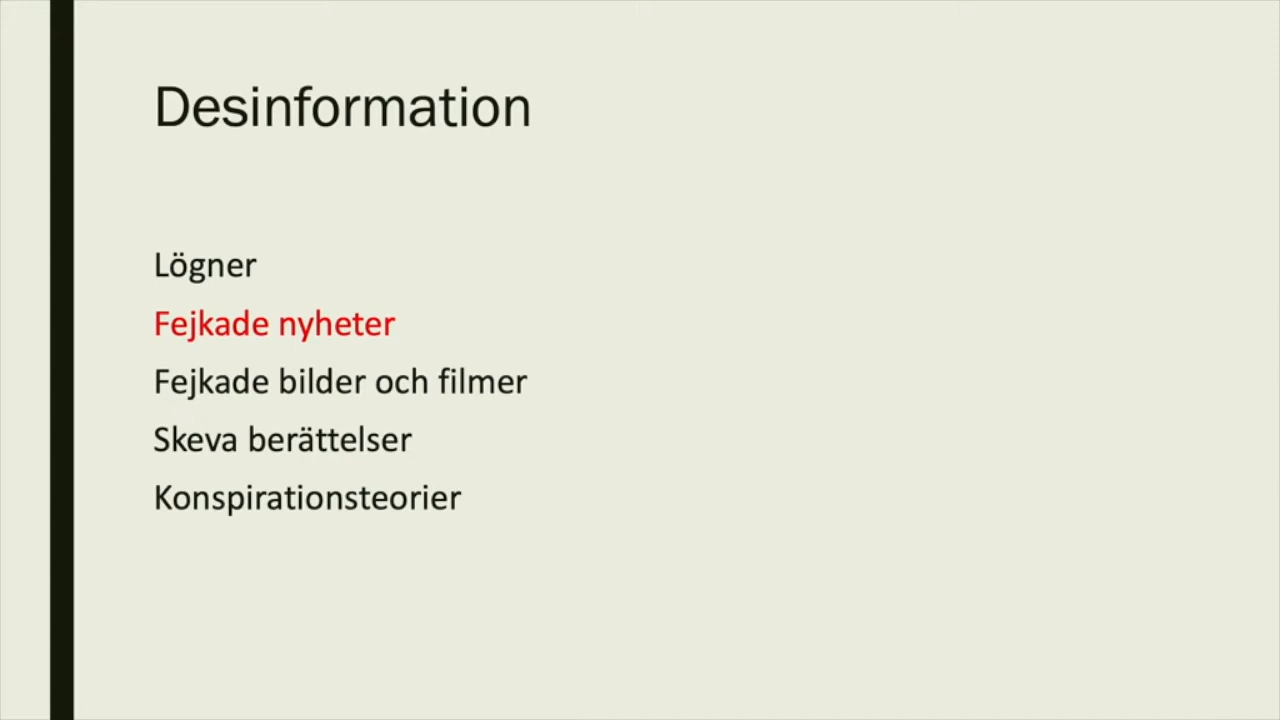 Desinformation
Lögner
Fejkade nyheter
Fejkade bilder och filmer
Skeva berättelser
Konspirationsteorier